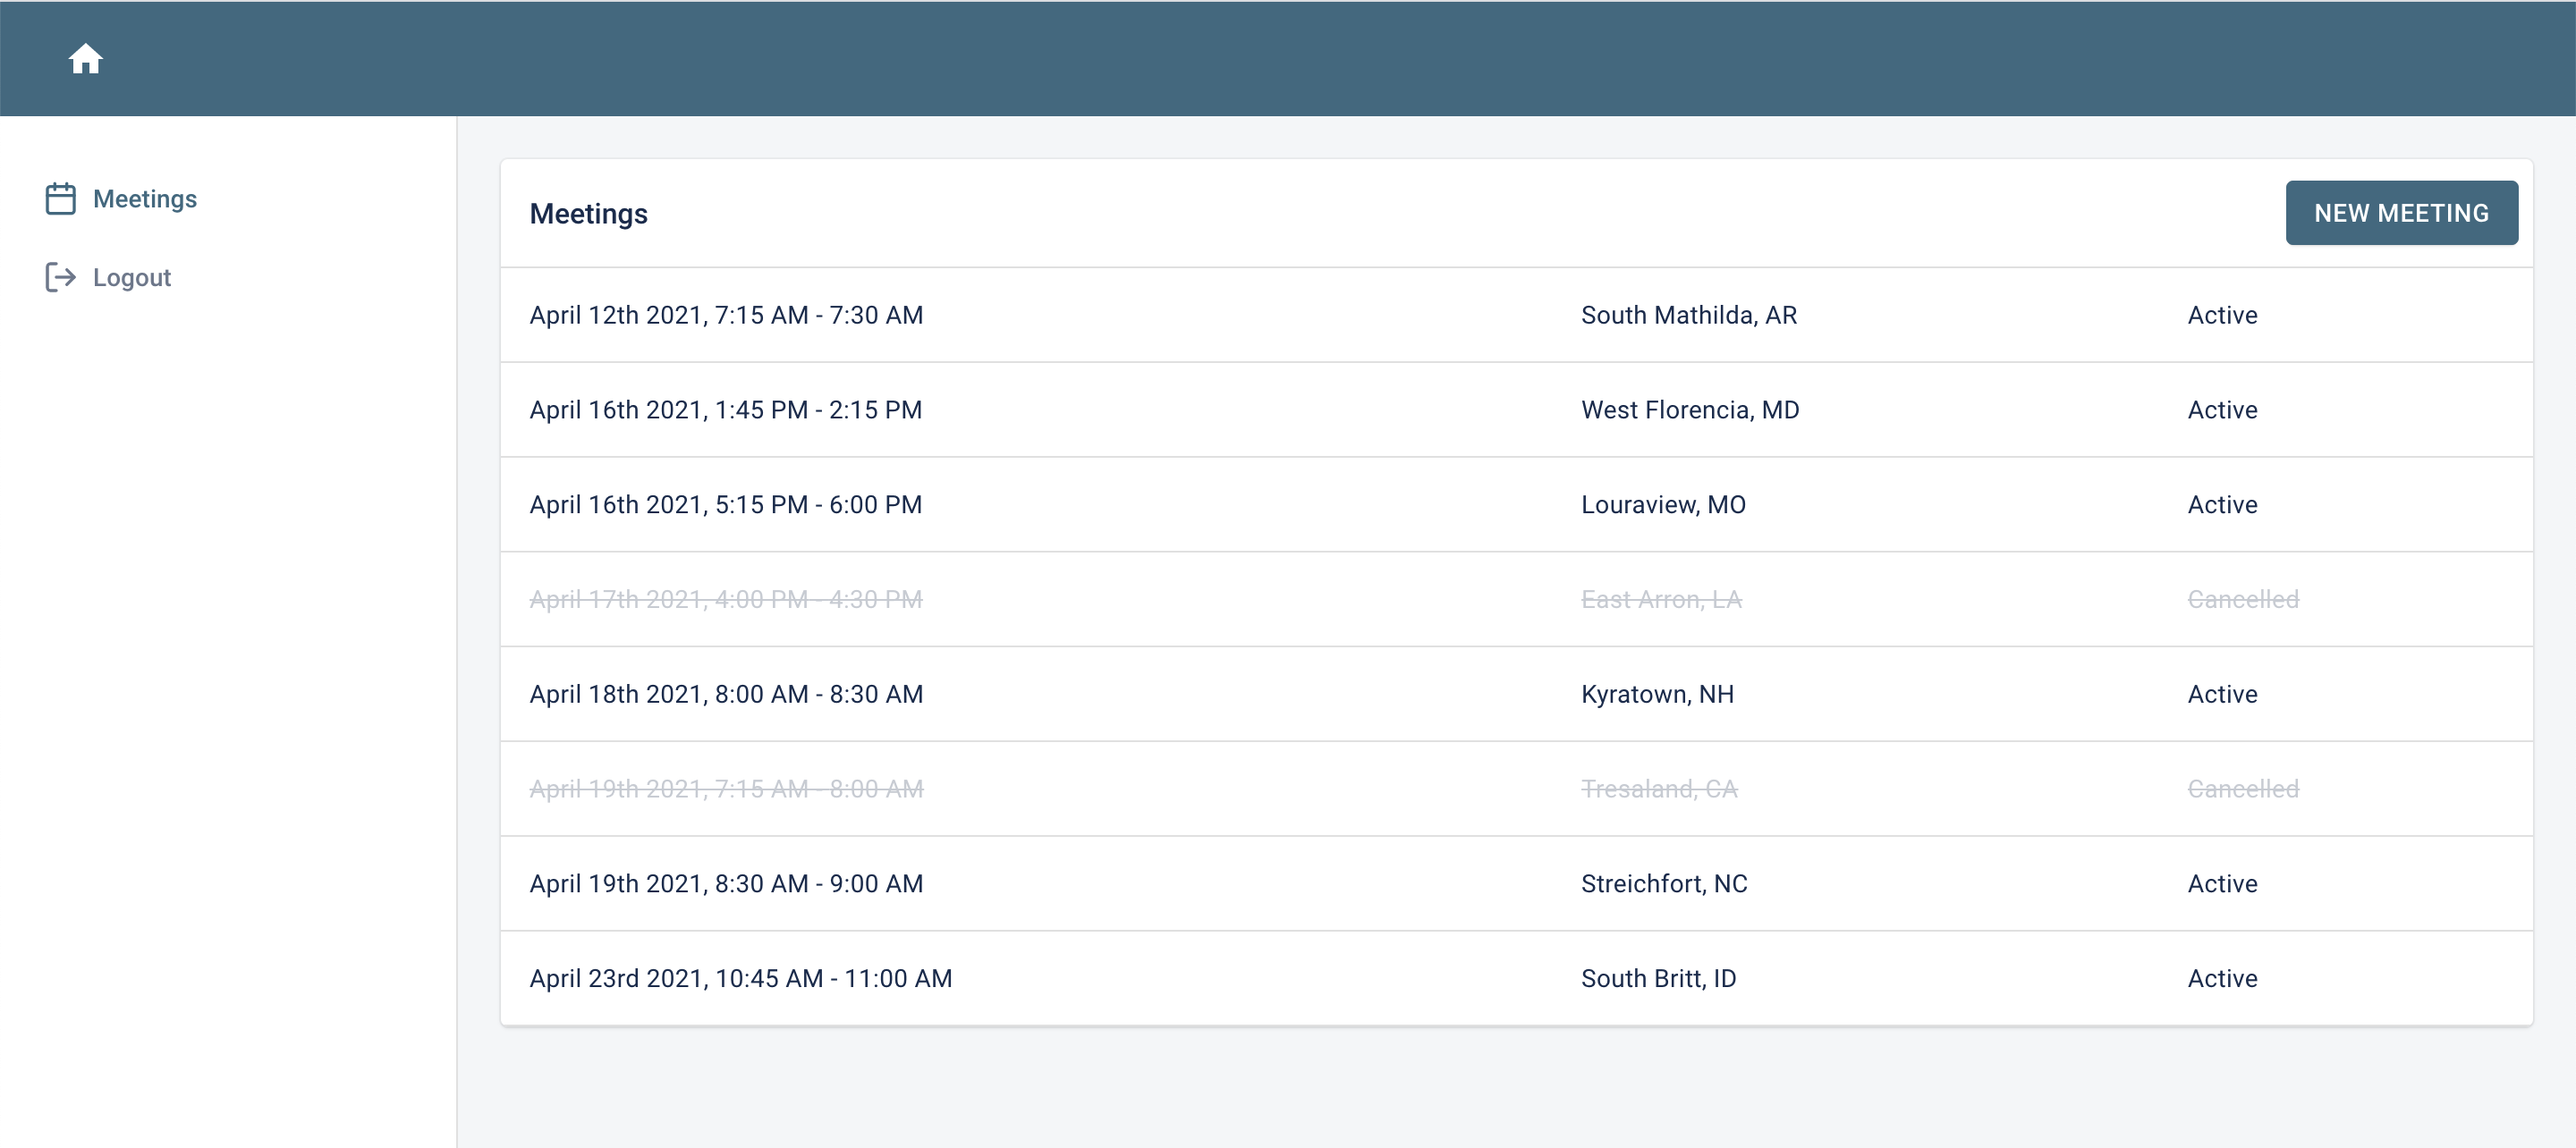 Meetings
Logout
Meetings
NEW MEETING
April 12th 2021, 7:15 AM - 7:30 AM South Mathilda, AR Active
April 16th 2021, 1:45 PM - 2:15 PM West Florencia, MD Active
April 16th 2021, 5:15 PM - 6:00 PM Louraview, MO Active
April 17th 2021, 4:00 PM - 4:30 PM East Arron, LA Cancelled
April 18th 2021, 8:00 AM - 8:30 AM Kyratown, NH Active
April 19th 2021, 7:15 AM - 8:00 AM Tresaland, CA Cancelled
April 19th 2021, 8:30 AM - 9:00 AM Streichfort, NC Active
April 23rd 2021, 10:45 AM - 11:00 AM South Britt, ID Active